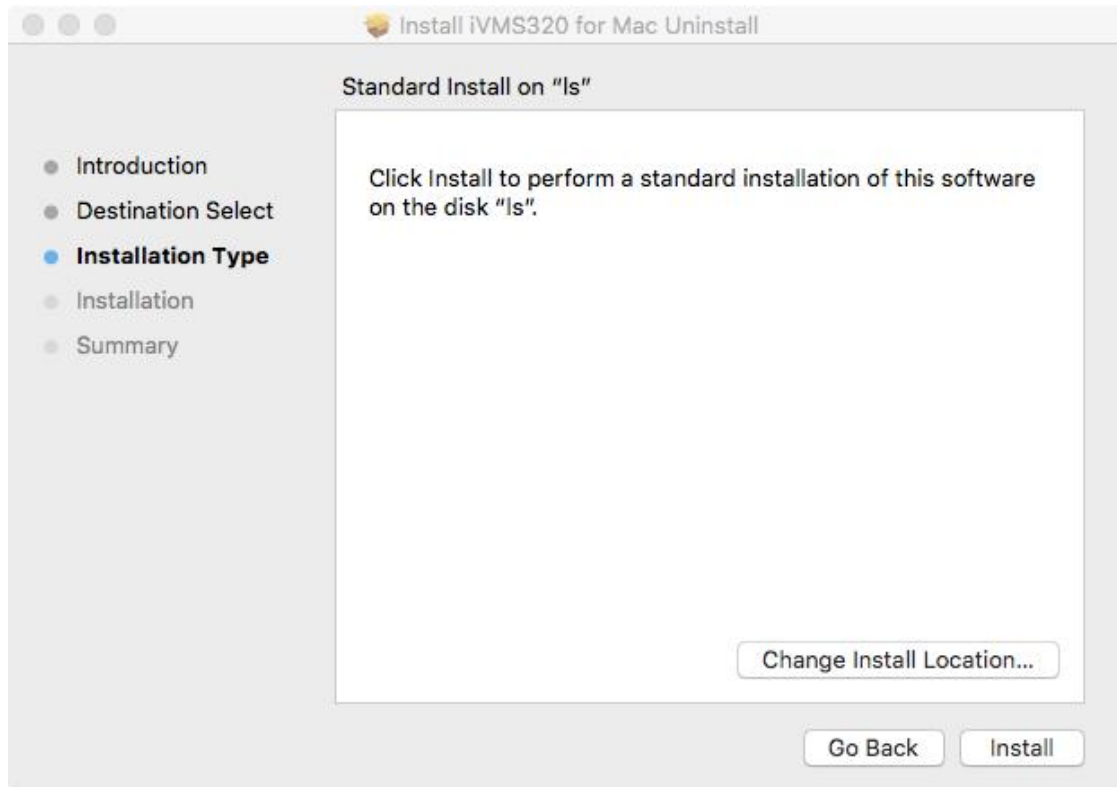 Install iVMS320 for Mac Uninstall
Standard Install on “ls”
Introduction
Destination Select
Installation Type
Installation
Summary
Click Install to perform a standard installation of this software
on the disk “ls”.
Change Install Location...
Go Back
Install